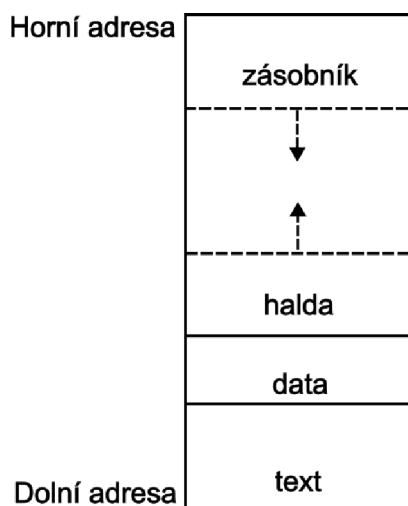 Horní adresa
zásobník
halda
data
text
Dolní adresa